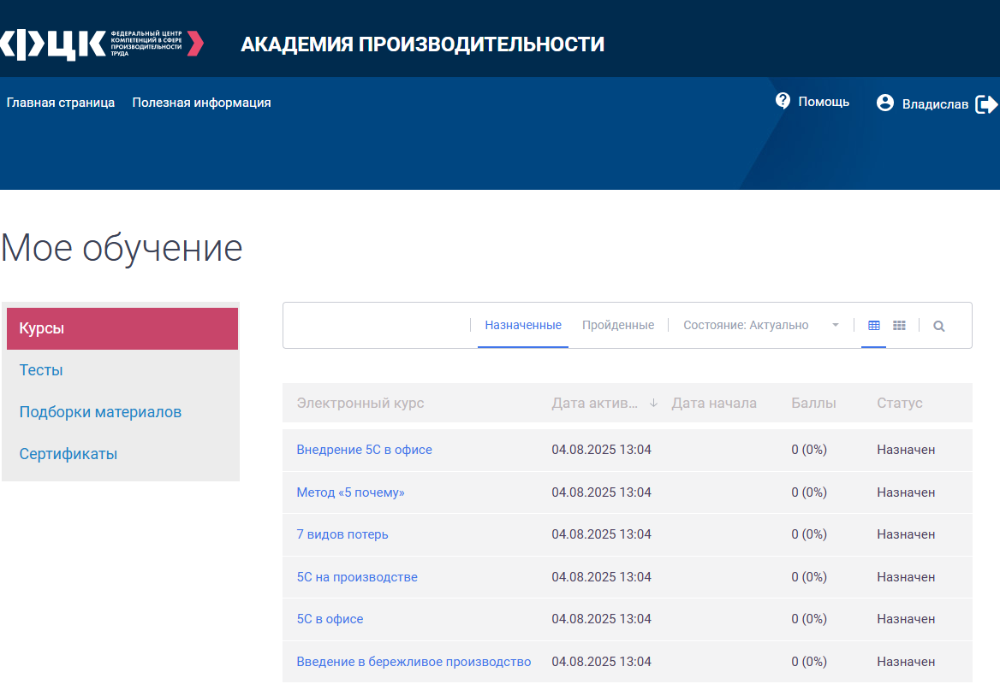 ФЦК
ФЕДЕРАЛЬНЫЙ ЦЕНТР
КОМПЕТЕНЦИЙ В СФЕРЕ
ПРОИЗВОДИТЕЛЬНОСТИ
ТРУДА
АКАДЕМИЯ ПРОИЗВОДИТЕЛЬНОСТИ
Главная страница Полезная информация Помощь Владислав
Мое обучение
Курсы
Тесты
Подборки материалов
Сертификаты
Назначенные Пройденные Состояние: Актуально
Электронный курс Дата актив... Дата начала Баллы Статус
Внедрение 5С в офисе 04.08.2025 13:04 0 (0%) Назначен
Метод «5 почему» 04.08.2025 13:04 0 (0%) Назначен
7 видов потерь 04.08.2025 13:04 0 (0%) Назначен
5С на производстве 04.08.2025 13:04 0 (0%) Назначен
5С в офисе 04.08.2025 13:04 0 (0%) Назначен
Введение в бережливое производство 04.08.2025 13:04 0 (0%) Назначен